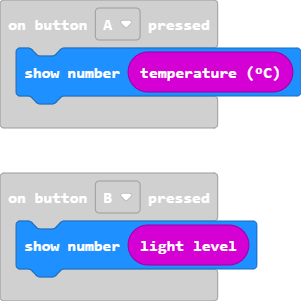 on button A pressed
show number temperature (ºC)
on button B pressed
show number light level